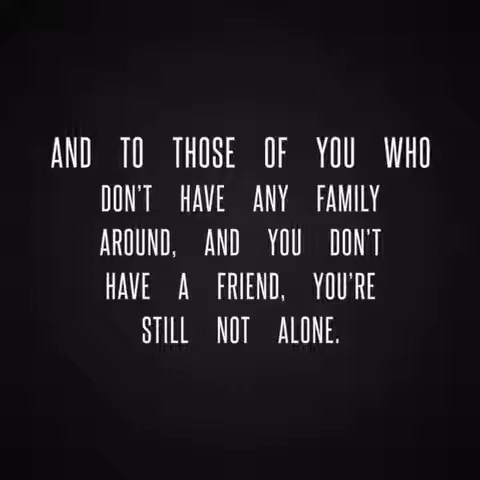 AND TO THOSE OF YOU WHO
DON'T HAVE ANY FAMILY
AROUND, AND YOU DON'T
HAVE A FRIEND, YOU'RE
STILL NOT ALONE.